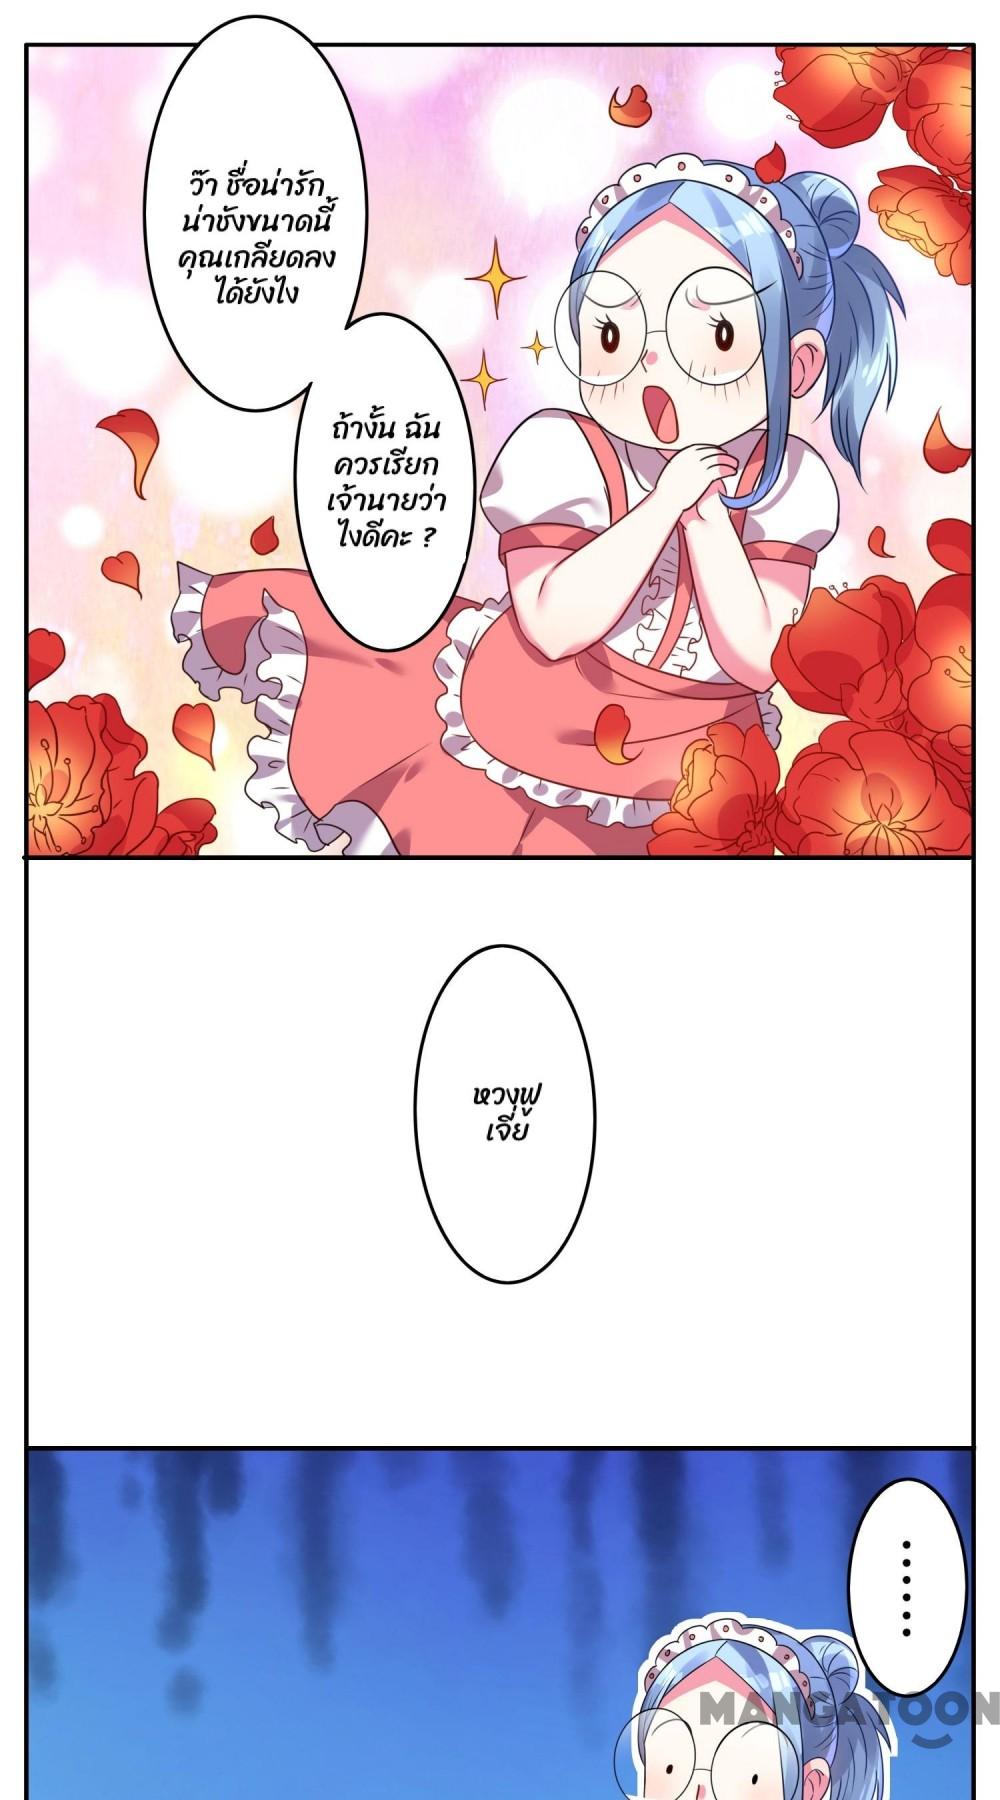 ว๊า ชื่อน่ารัก
น่าชังขนาดนี้
คุณเกลียดลง
ได้ยังไง
ถ้างั้น ฉัน
ควรเรียก
เจ้านายว่า
ไงดีคะ ?
หวงฟู
เจี่ย
......
MANGATOON